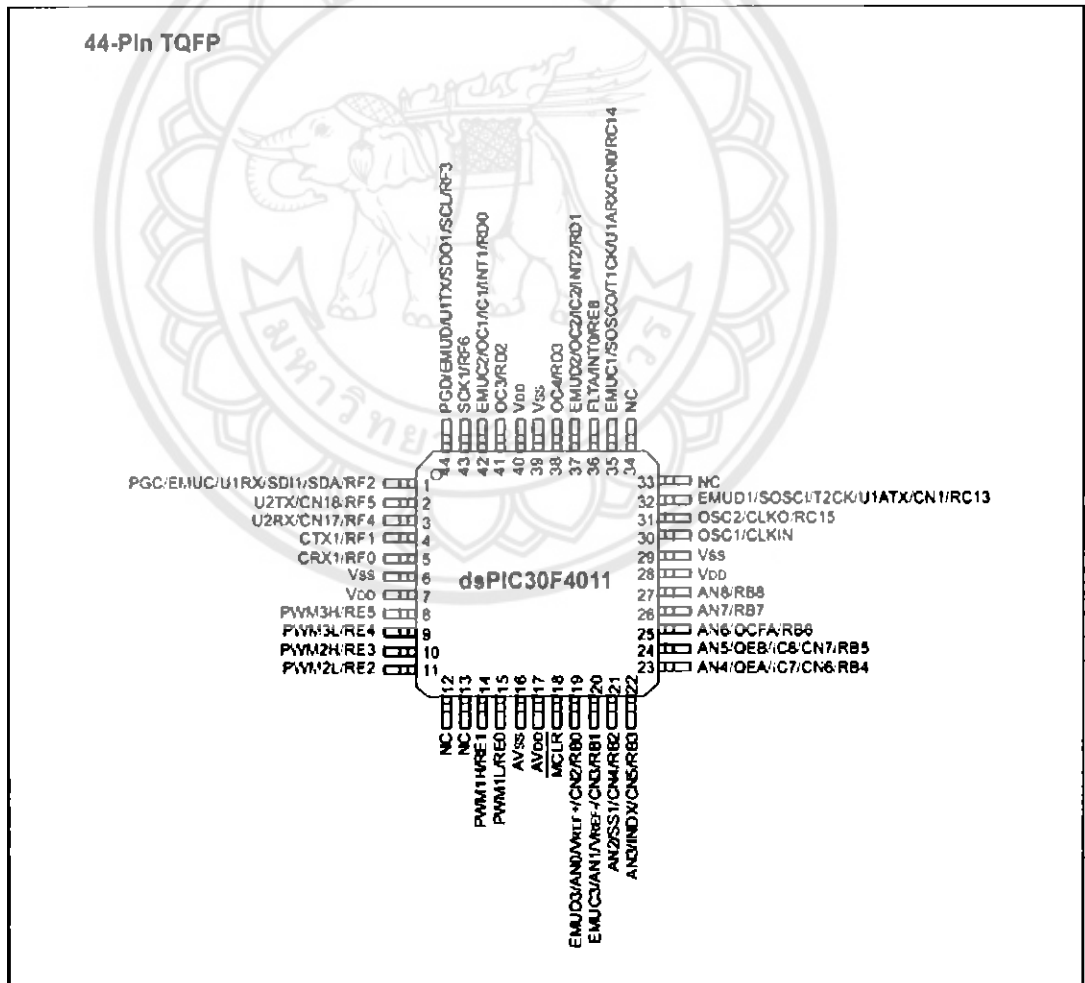 44-Pin TQFP
PGD/EMUD/U1TX/SDO1/SCL/RF3
SCK1/RF6
EMUC2/OC1/IC1/INT1/RD0
OC3/RD2
VDD
VSS
OC4/RD3
EMUD2/OC2/IC2/INT2/RD1
FLTA/INT0/RE8
EMUC1/SOSCO/T1CK/U1ARX/CN0/RC14
NC
44 43 42 41 40 39 38 37 36 35 34
PGC/EMUC/U1RX/SDI1/SDA/RF2 1
U2TX/CN18/RF5 2
U2RX/CN17/RF4 3
CTX1/RF1 4
CRX1/RF0 5
VSS 6
VDD 7
PWM3H/RE5 8
PWM3L/RE4 9
PWM2H/RE3 10
PWM2L/RE2 11
dsPIC30F4011
33 NC
32 EMUD1/SOSCI/T2CK/U1ATX/CN1/RC13
31 OSC2/CLKO/RC15
30 OSC1/CLKIN
29 VSS
28 VDD
27 AN8/RB8
26 AN7/RB7
25 AN6/OCFA/RB6
24 AN5/QEB/IC8/CN7/RB5
23 AN4/QEA/IC7/CN6/RB4
12 13 14 15 16 17 18 19 20 21 22
NC
NC
PWM1H/RE1
PWM1L/RE0
AVSS
AVDD
MCLR
EMUD3/AN0/VREF+/CN2/RB0
EMUC3/AN1/VREF-/CN3/RB1
AN2/SS1/CN4/RB2
AN3/INDX/CN5/RB3